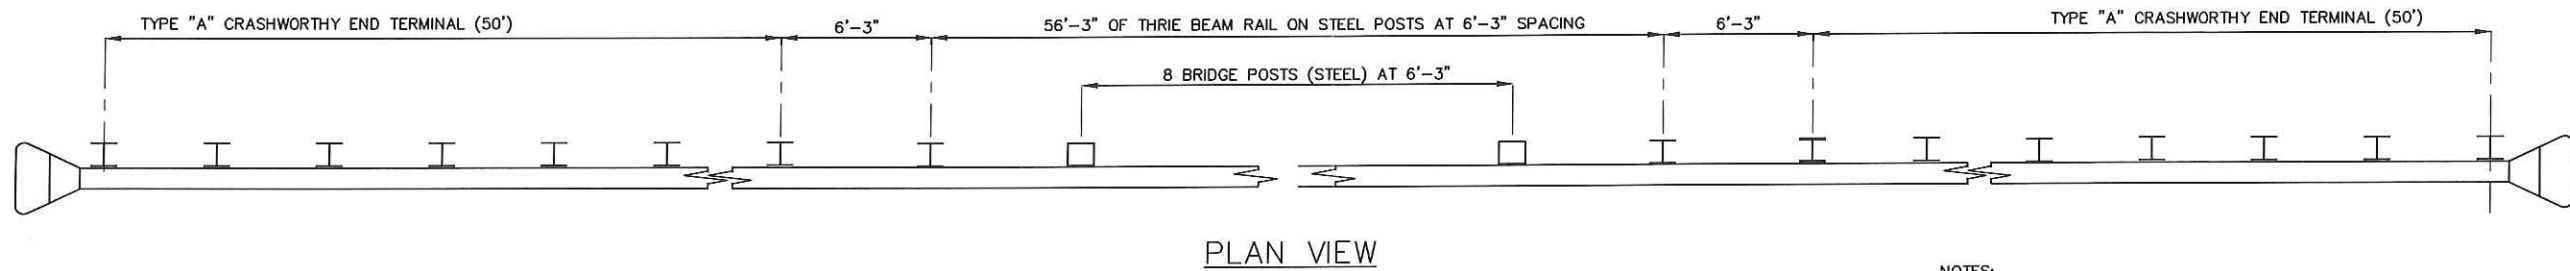 TYPE "A" CRASHWORTHY END TERMINAL (50')
6'-3"
56'-3" OF THRIE BEAM RAIL ON STEEL POSTS AT 6'-3" SPACING
6'-3"
TYPE "A" CRASHWORTHY END TERMINAL (50')
8 BRIDGE POSTS (STEEL) AT 6'-3"
PLAN VIEW
NOTES: